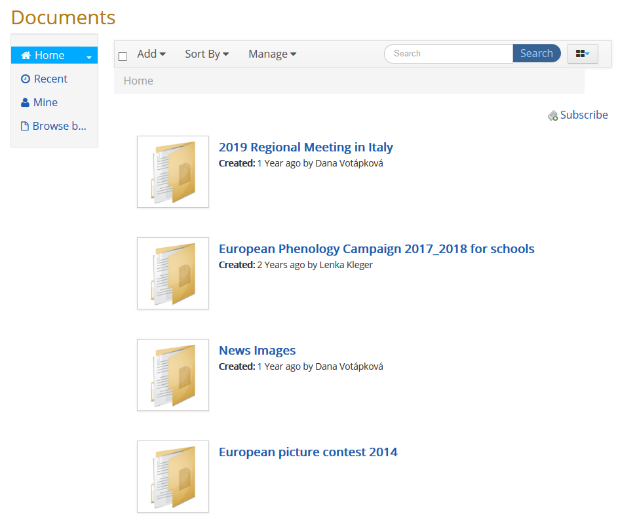 Documents
Home
Recent
Mine
Browse b...
Add Sort By Manage Search Search
Home
Subscribe
2019 Regional Meeting in Italy
Created: 1 Year ago by Dana Votápková
European Phenology Campaign 2017_2018 for schools
Created: 2 Years ago by Lenka Kleger
News Images
Created: 1 Year ago by Dana Votápková
European picture contest 2014